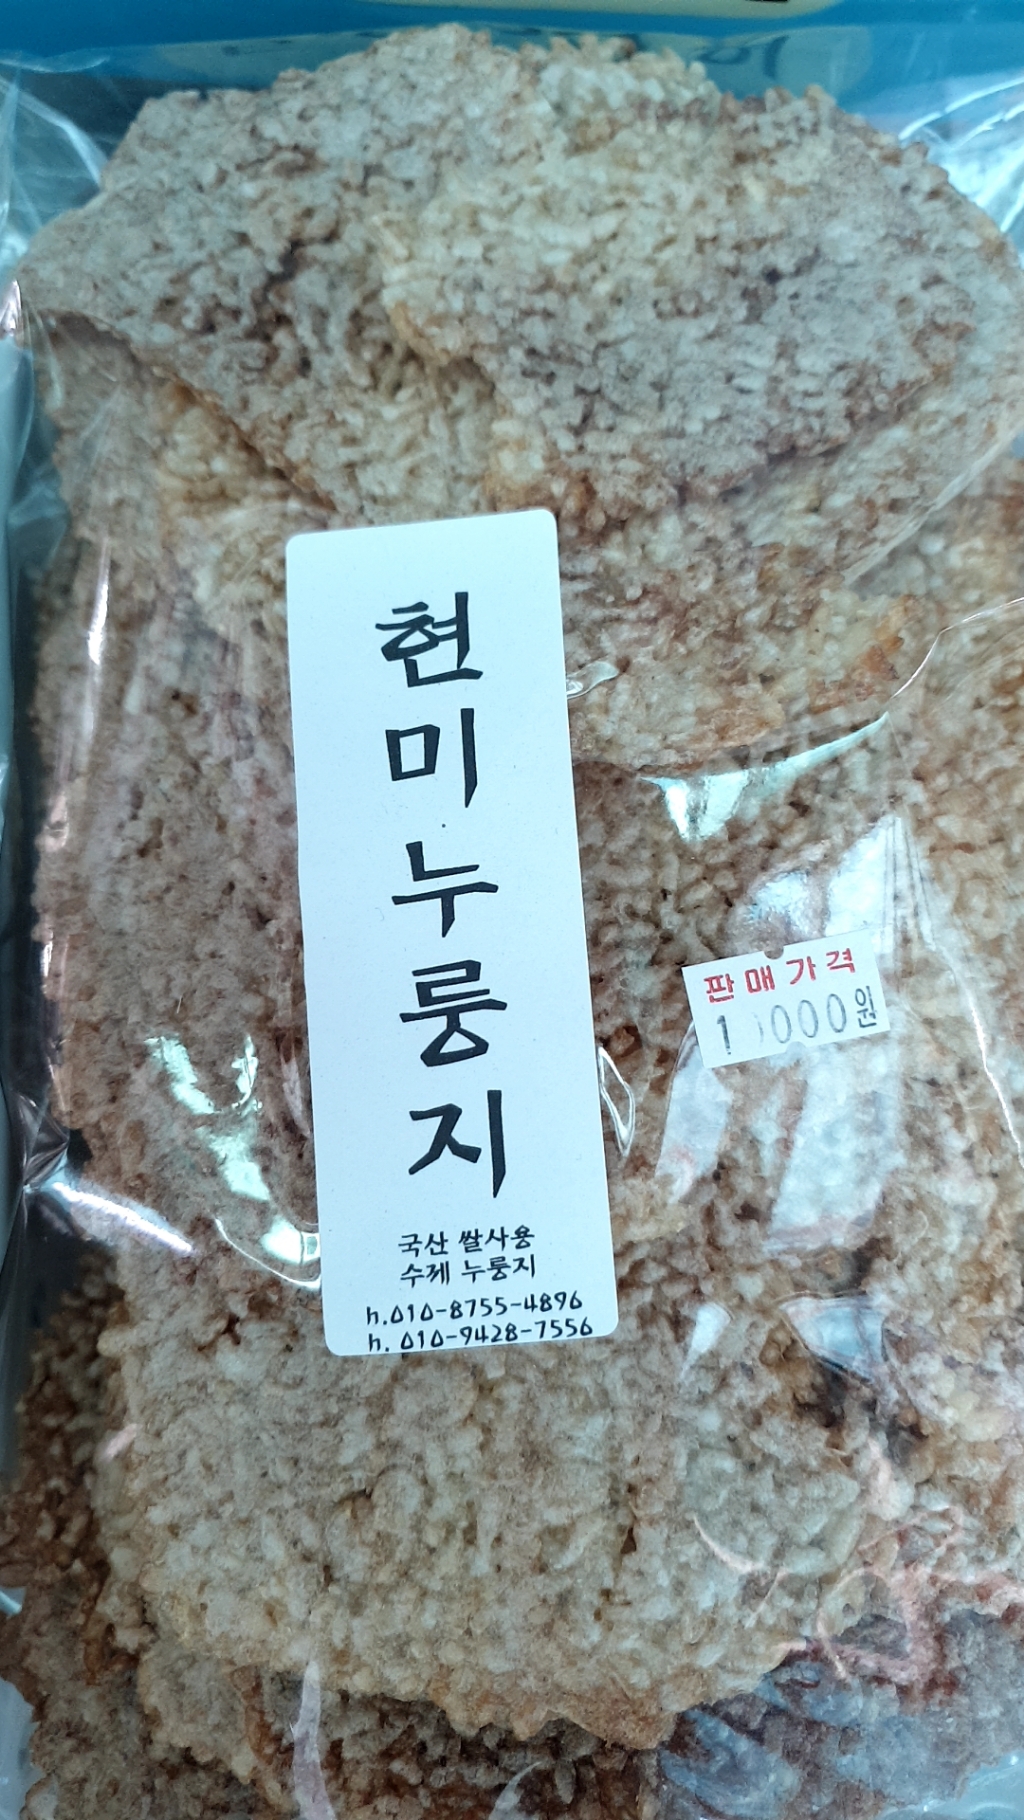 현미누룽지
국산 쌀사용
수제 누룽지
h.010-8755-4896
h. 010-9428-7556
판매가격